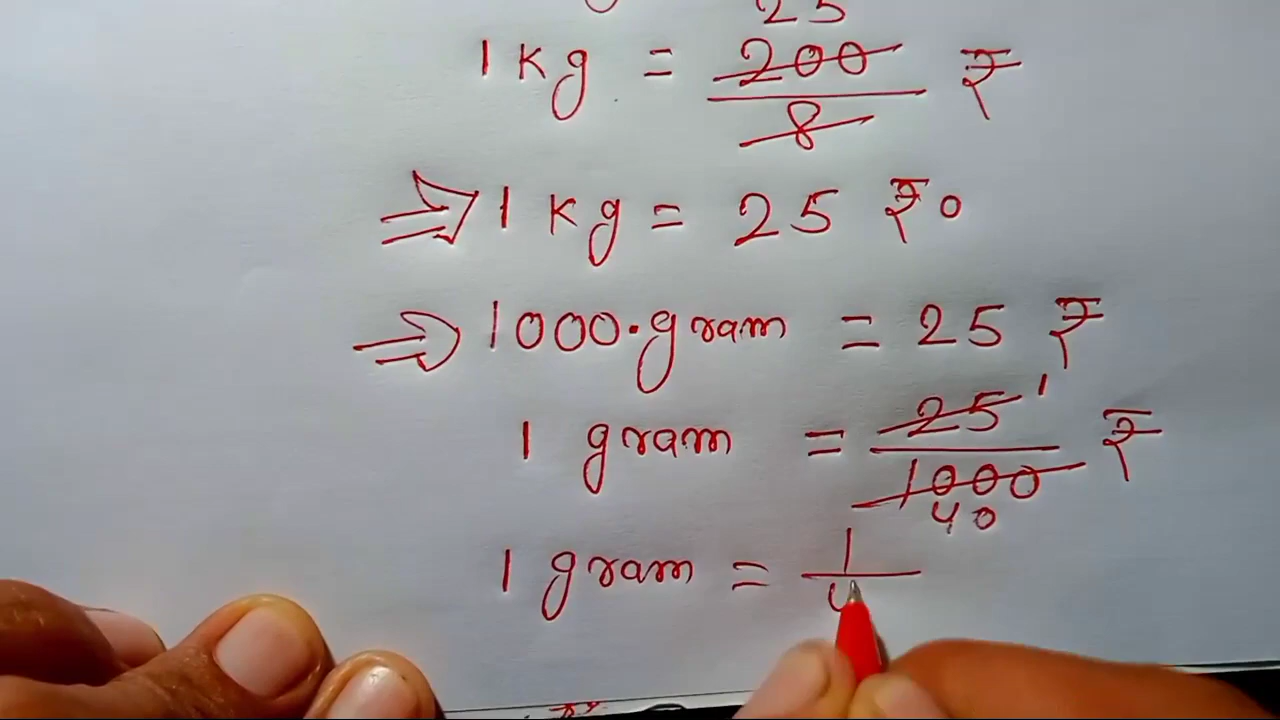 25
1 kg = 200/8 ₹
⇒ 1 kg = 25 ₹०
⇒ 1000·gram = 25 ₹
1 gram = 25/1000 ₹ 1
40
1 gram = 1/4